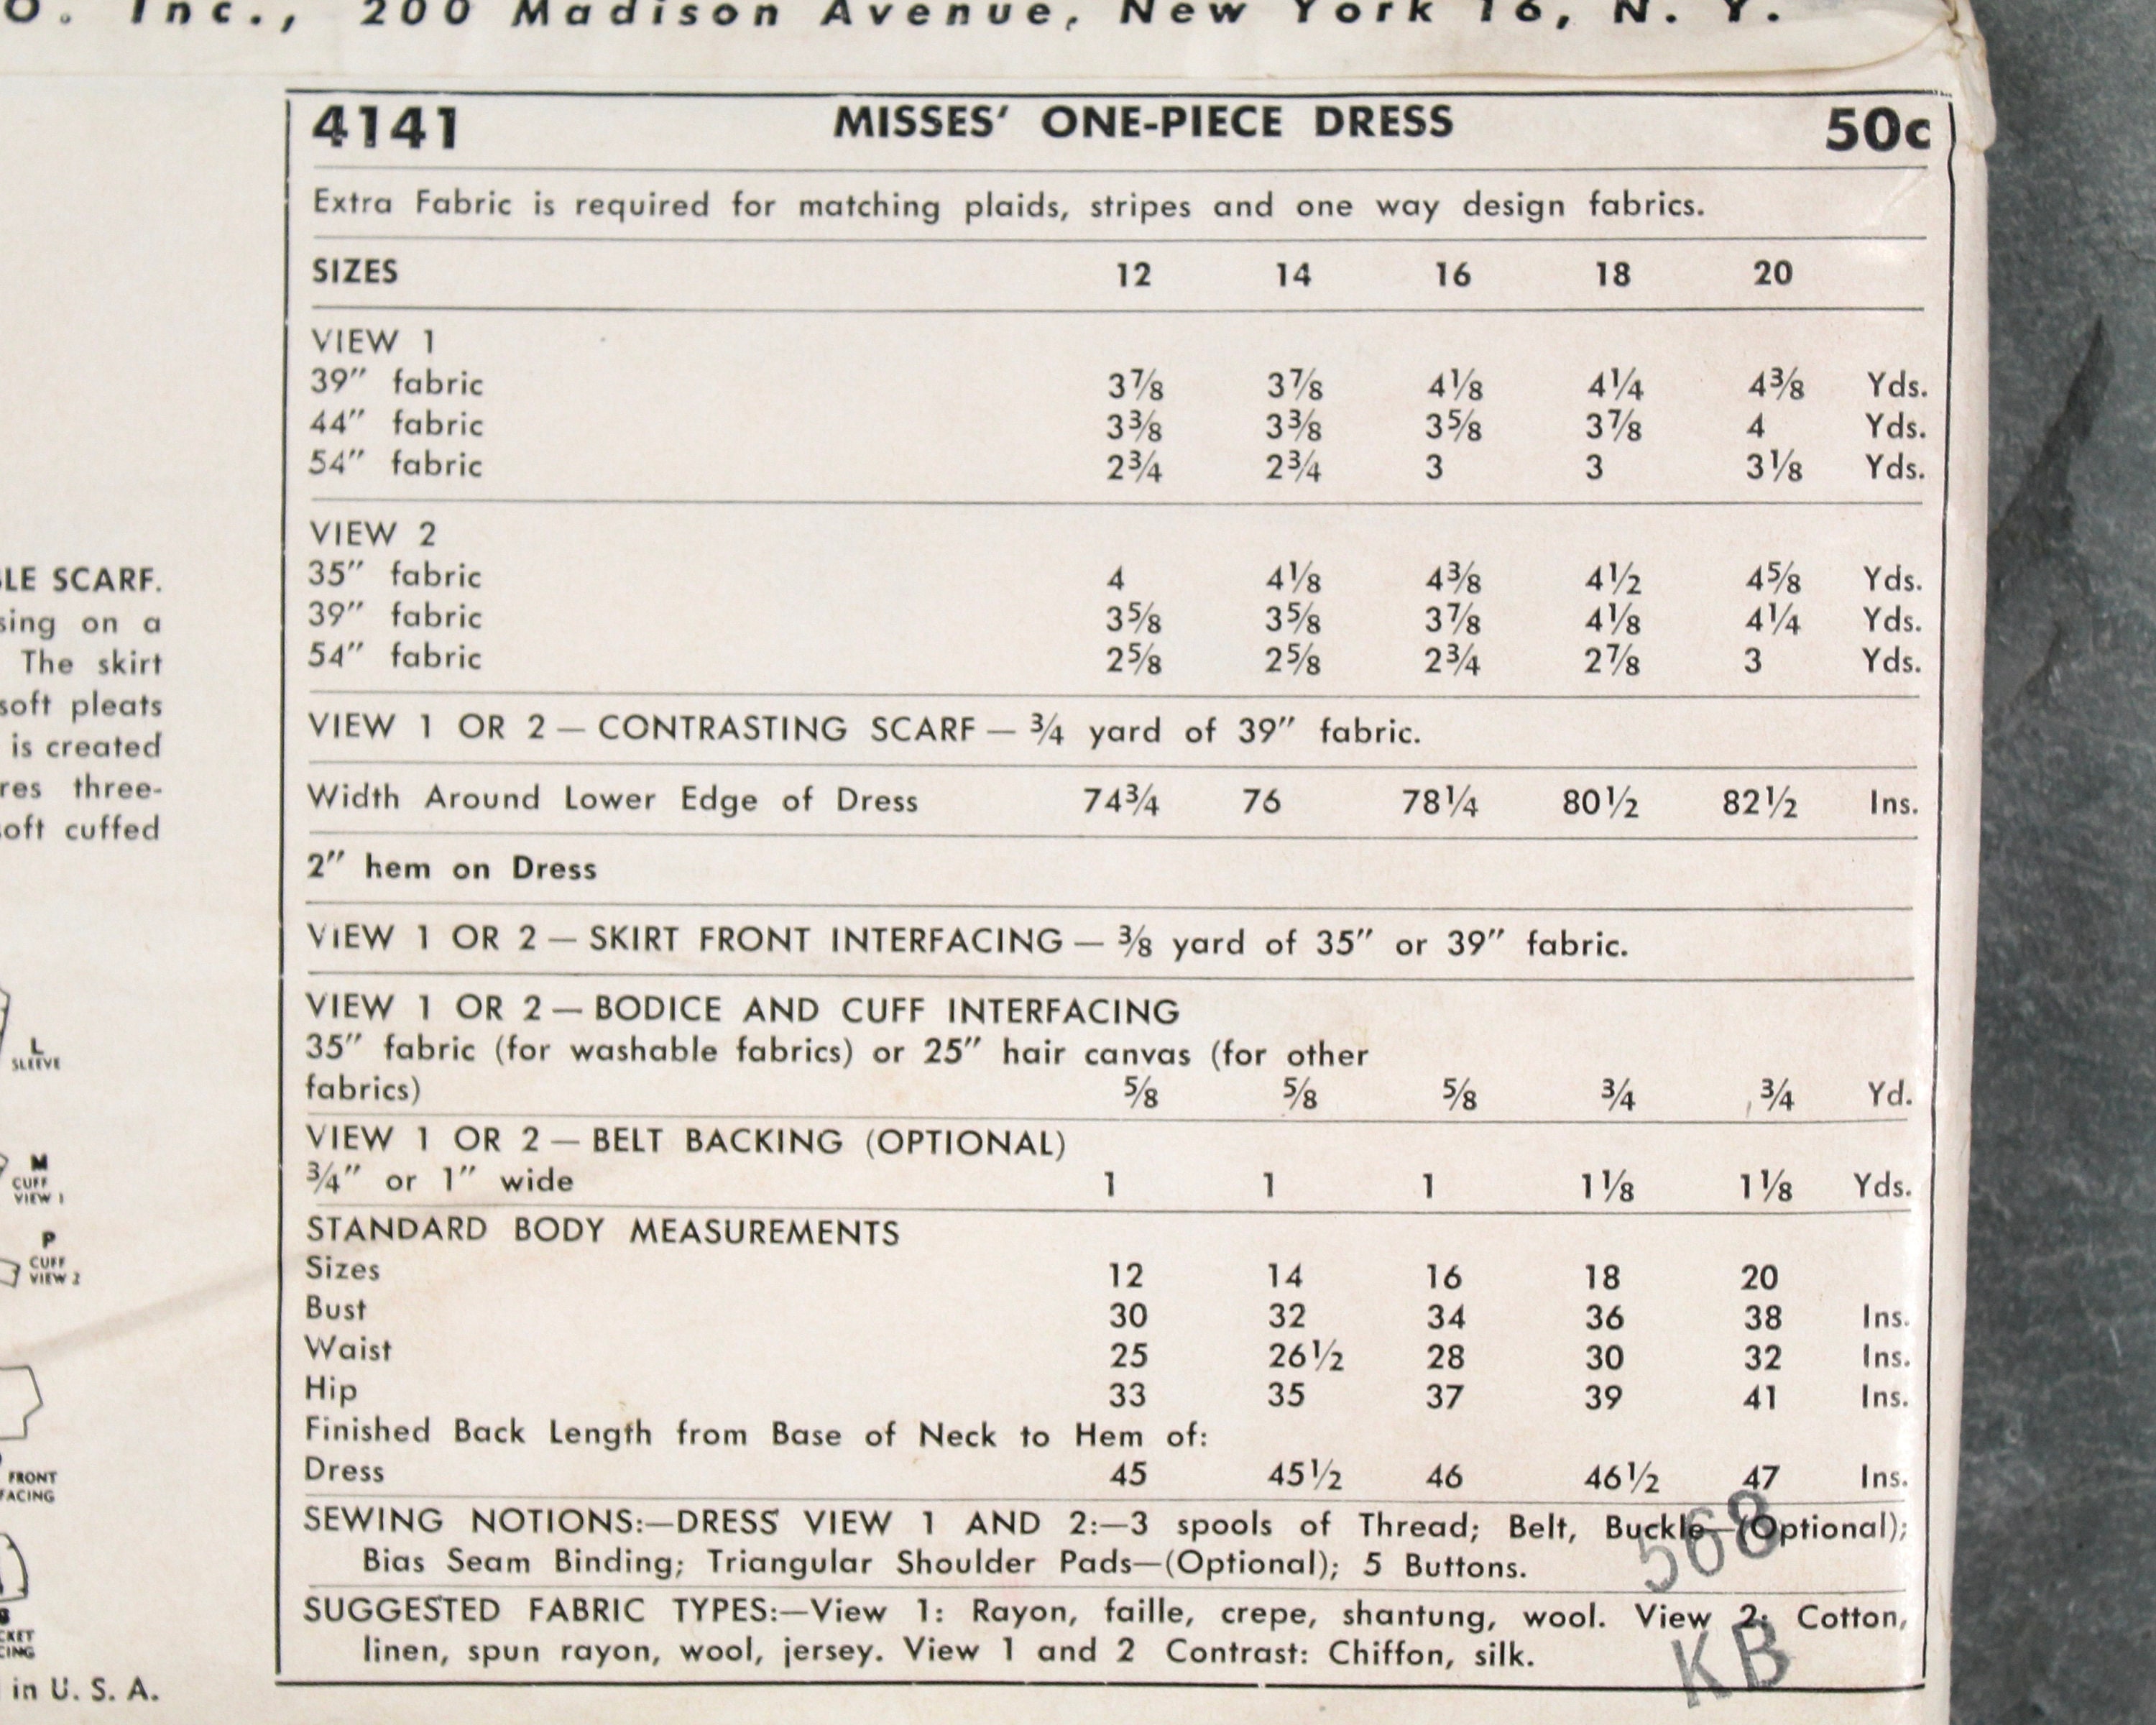 O. Inc., 200 Madison Avenue, New York 16, N. Y.
4141 MISSES' ONE-PIECE DRESS 50c
Extra Fabric is required for matching plaids, stripes and one way design fabrics.
SIZES 12 14 16 18 20
VIEW 1
39" fabric 3⅞ 3⅞ 4⅛ 4¼ 4⅜ Yds.
44" fabric 3⅜ 3⅜ 3⅝ 3⅞ 4 Yds.
54" fabric 2¾ 2¾ 3 3 3⅛ Yds.
VIEW 2
35" fabric 4 4⅛ 4⅜ 4½ 4⅝ Yds.
39" fabric 3⅝ 3⅝ 3⅞ 4⅛ 4¼ Yds.
54" fabric 2⅝ 2⅝ 2¾ 2⅞ 3 Yds.
VIEW 1 OR 2 — CONTRASTING SCARF — ¾ yard of 39" fabric.
Width Around Lower Edge of Dress 74¾ 76 78¼ 80½ 82½ Ins.
2" hem on Dress
VIEW 1 OR 2 — SKIRT FRONT INTERFACING — ⅜ yard of 35" or 39" fabric.
VIEW 1 OR 2 — BODICE AND CUFF INTERFACING
35" fabric (for washable fabrics) or 25" hair canvas (for other
fabrics) ⅝ ⅝ ⅝ ¾ ¾ Yd.
VIEW 1 OR 2 — BELT BACKING (OPTIONAL)
¾" or 1" wide 1 1 1 1⅛ 1⅛ Yds.
STANDARD BODY MEASUREMENTS
Sizes 12 14 16 18 20
Bust 30 32 34 36 38 Ins.
Waist 25 26½ 28 30 32 Ins.
Hip 33 35 37 39 41 Ins.
Finished Back Length from Base of Neck to Hem of:
Dress 45 45½ 46 46½ 47 Ins.
SEWING NOTIONS:—DRESS VIEW 1 AND 2:—3 spools of Thread; Belt, Buckle—(Optional);
Bias Seam Binding; Triangular Shoulder Pads—(Optional); 5 Buttons.
SUGGESTED FABRIC TYPES:—View 1: Rayon, faille, crepe, shantung, wool. View 2: Cotton,
linen, spun rayon, wool, jersey. View 1 and 2 Contrast: Chiffon, silk.
568
KB
SCARF.
on a
The skirt
soft pleats
is created
three-
soft cuffed
L
SLEEVE
M
CUFF
VIEW 1
P
CUFF
VIEW 2
FRONT
FACING
in U. S. A.